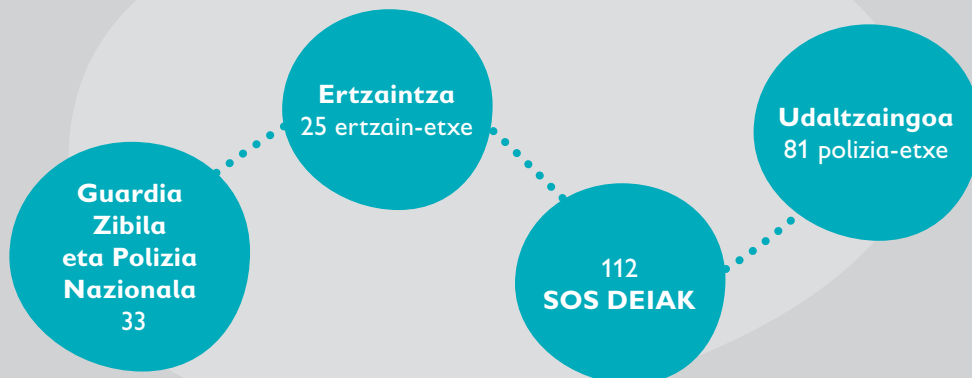 Guardia
Zibila
eta Polizia
Nazionala
33
Ertzaintza
25 ertzain-etxe
112
SOS DEIAK
Udaltzaingoa
81 polizia-etxe